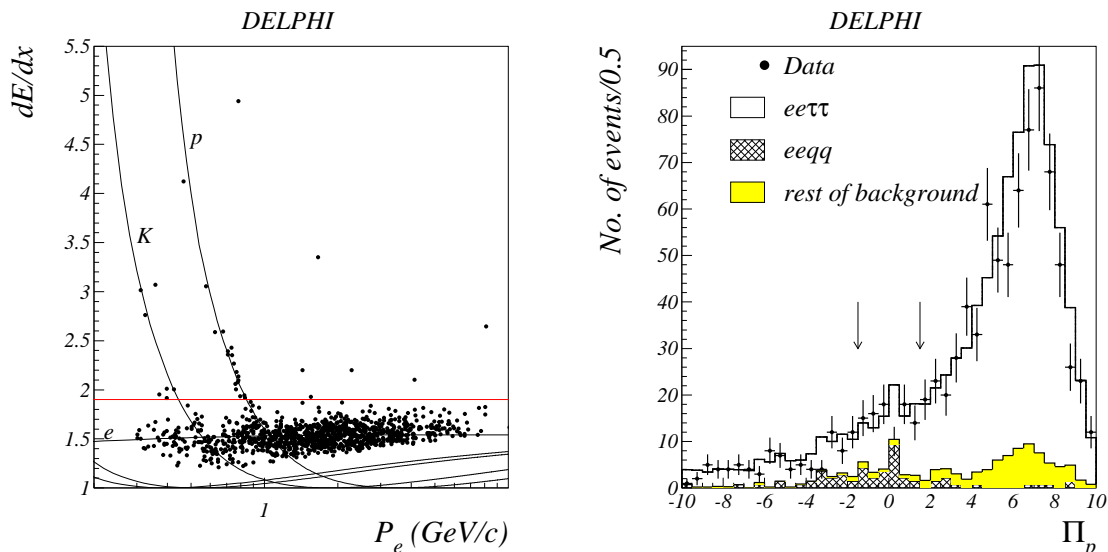 DELPHI
dE/dx
5.5
5
4.5
4
3.5
3
2.5
2
1.5
1
p
K
e
1
P_e (GeV/c)
DELPHI
No. of events/0.5
90
80
70
60
50
40
30
20
10
0
Data
eeττ
eeqq
rest of background
-10 -8 -6 -4 -2 0 2 4 6 8 10
Π_p